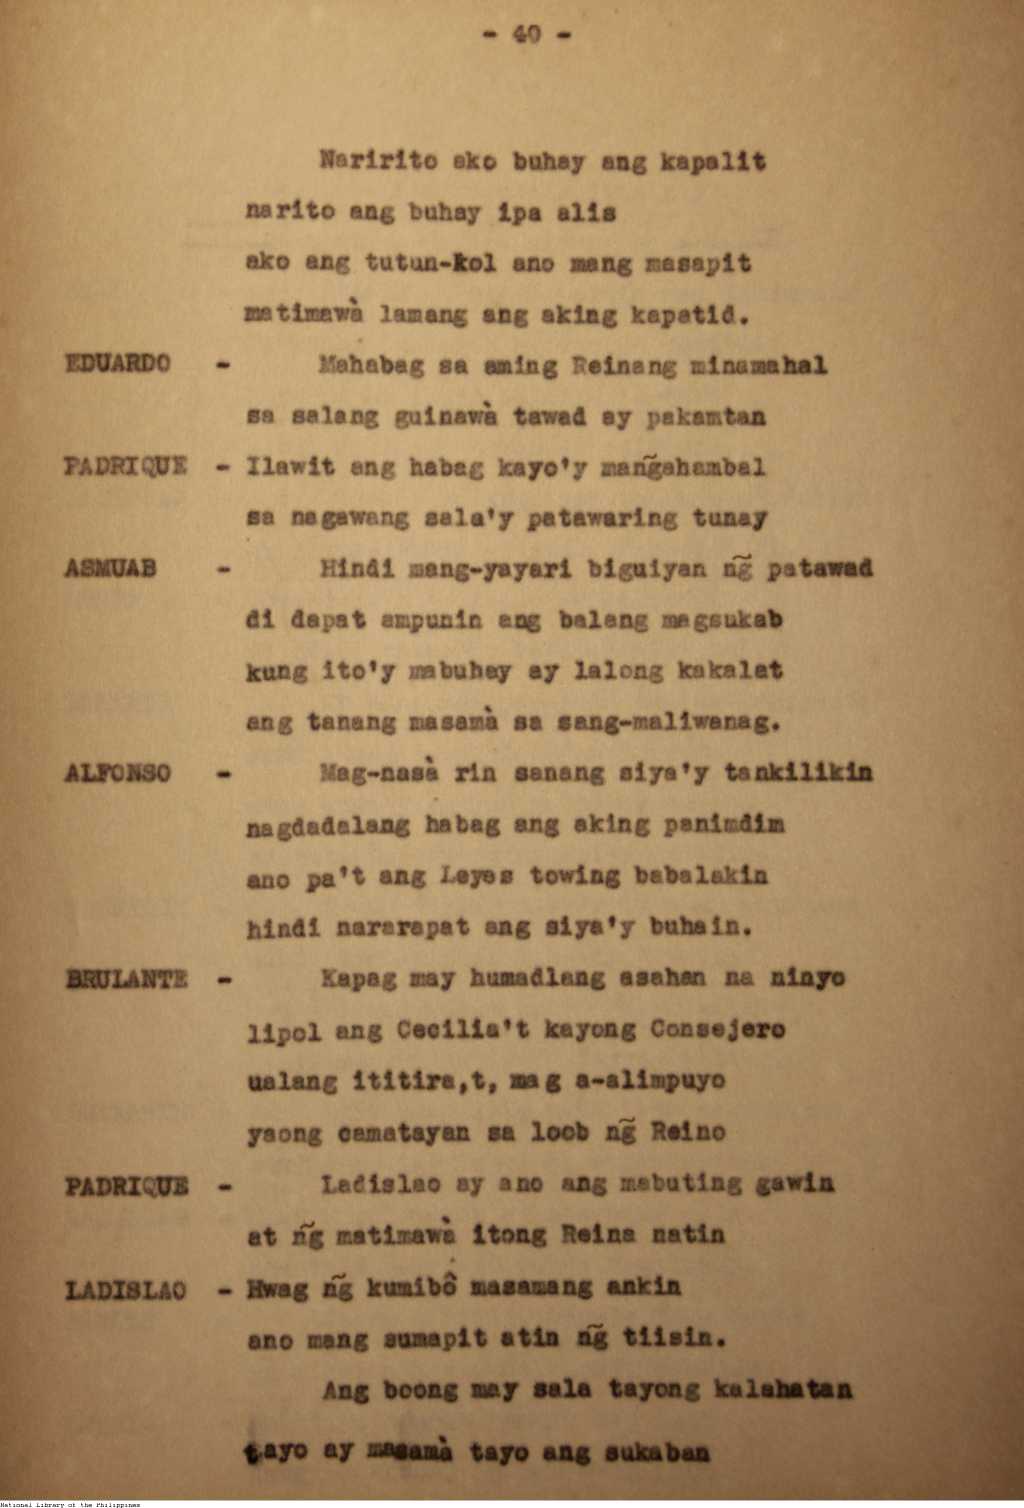 - 40 -
Naririto ako buhay ang kapalit
narito ang buhay ipa alis
ako ang tutun-kol ano mang masapit
matimawà lamang ang aking kapatid.
EDUARDO - Mahabag sa aming Reinang minamahal
sa salang guinawà tawad ay pakamtan
PADRIQUE - Ilawit ang habag kayo'y mang̃ahambal
sa nagawang sala'y patawaring tunay
ASMUAB - Hindi mang-yayari biguiyan ng̃ patawad
di dapat ampunin ang balang magsukab
kung ito'y mabuhay ay lalong kakalat
ang tanang masamà sa sang-maliwanag.
ALFONSO - Mag-nasà rin sanang siya'y tankilikin
nagdadalang habag ang aking panimdim
ano pa't ang Leyes towing babalakin
hindi nararapat ang siya'y buhain.
BRULANTE - Kapag may humadlang asahan na ninyo
lipol ang Cecilia't kayong Consejero
ualang ititira,t, mag a-alimpuyo
yaong camatayan sa loob ng̃ Reino
PADRIQUE - Ladislao ay ano ang mabuting gawin
at ng̃ matimawà itong Reina natin
LADISLAO - Hwag ng̃ kumibô masamang ankin
ano mang sumapit atin ng̃ tiisin.
Ang boong may sala tayong kalahatan
tayo ay masamà tayo ang sukaban
National Library of the Philippines